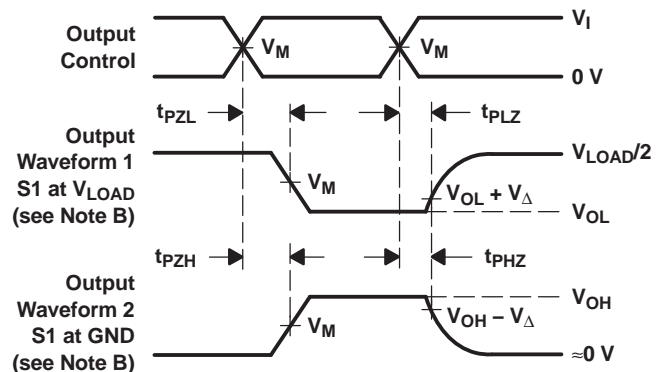 Output
Control
V_M
V_M
V_I
0 V
t_PZL
t_PLZ
Output
Waveform 1
S1 at V_LOAD
(see Note B)
V_M
V_LOAD/2
V_OL + V_Δ
V_OL
t_PZH
t_PHZ
Output
Waveform 2
S1 at GND
(see Note B)
V_M
V_OH
V_OH – V_Δ
≈0 V